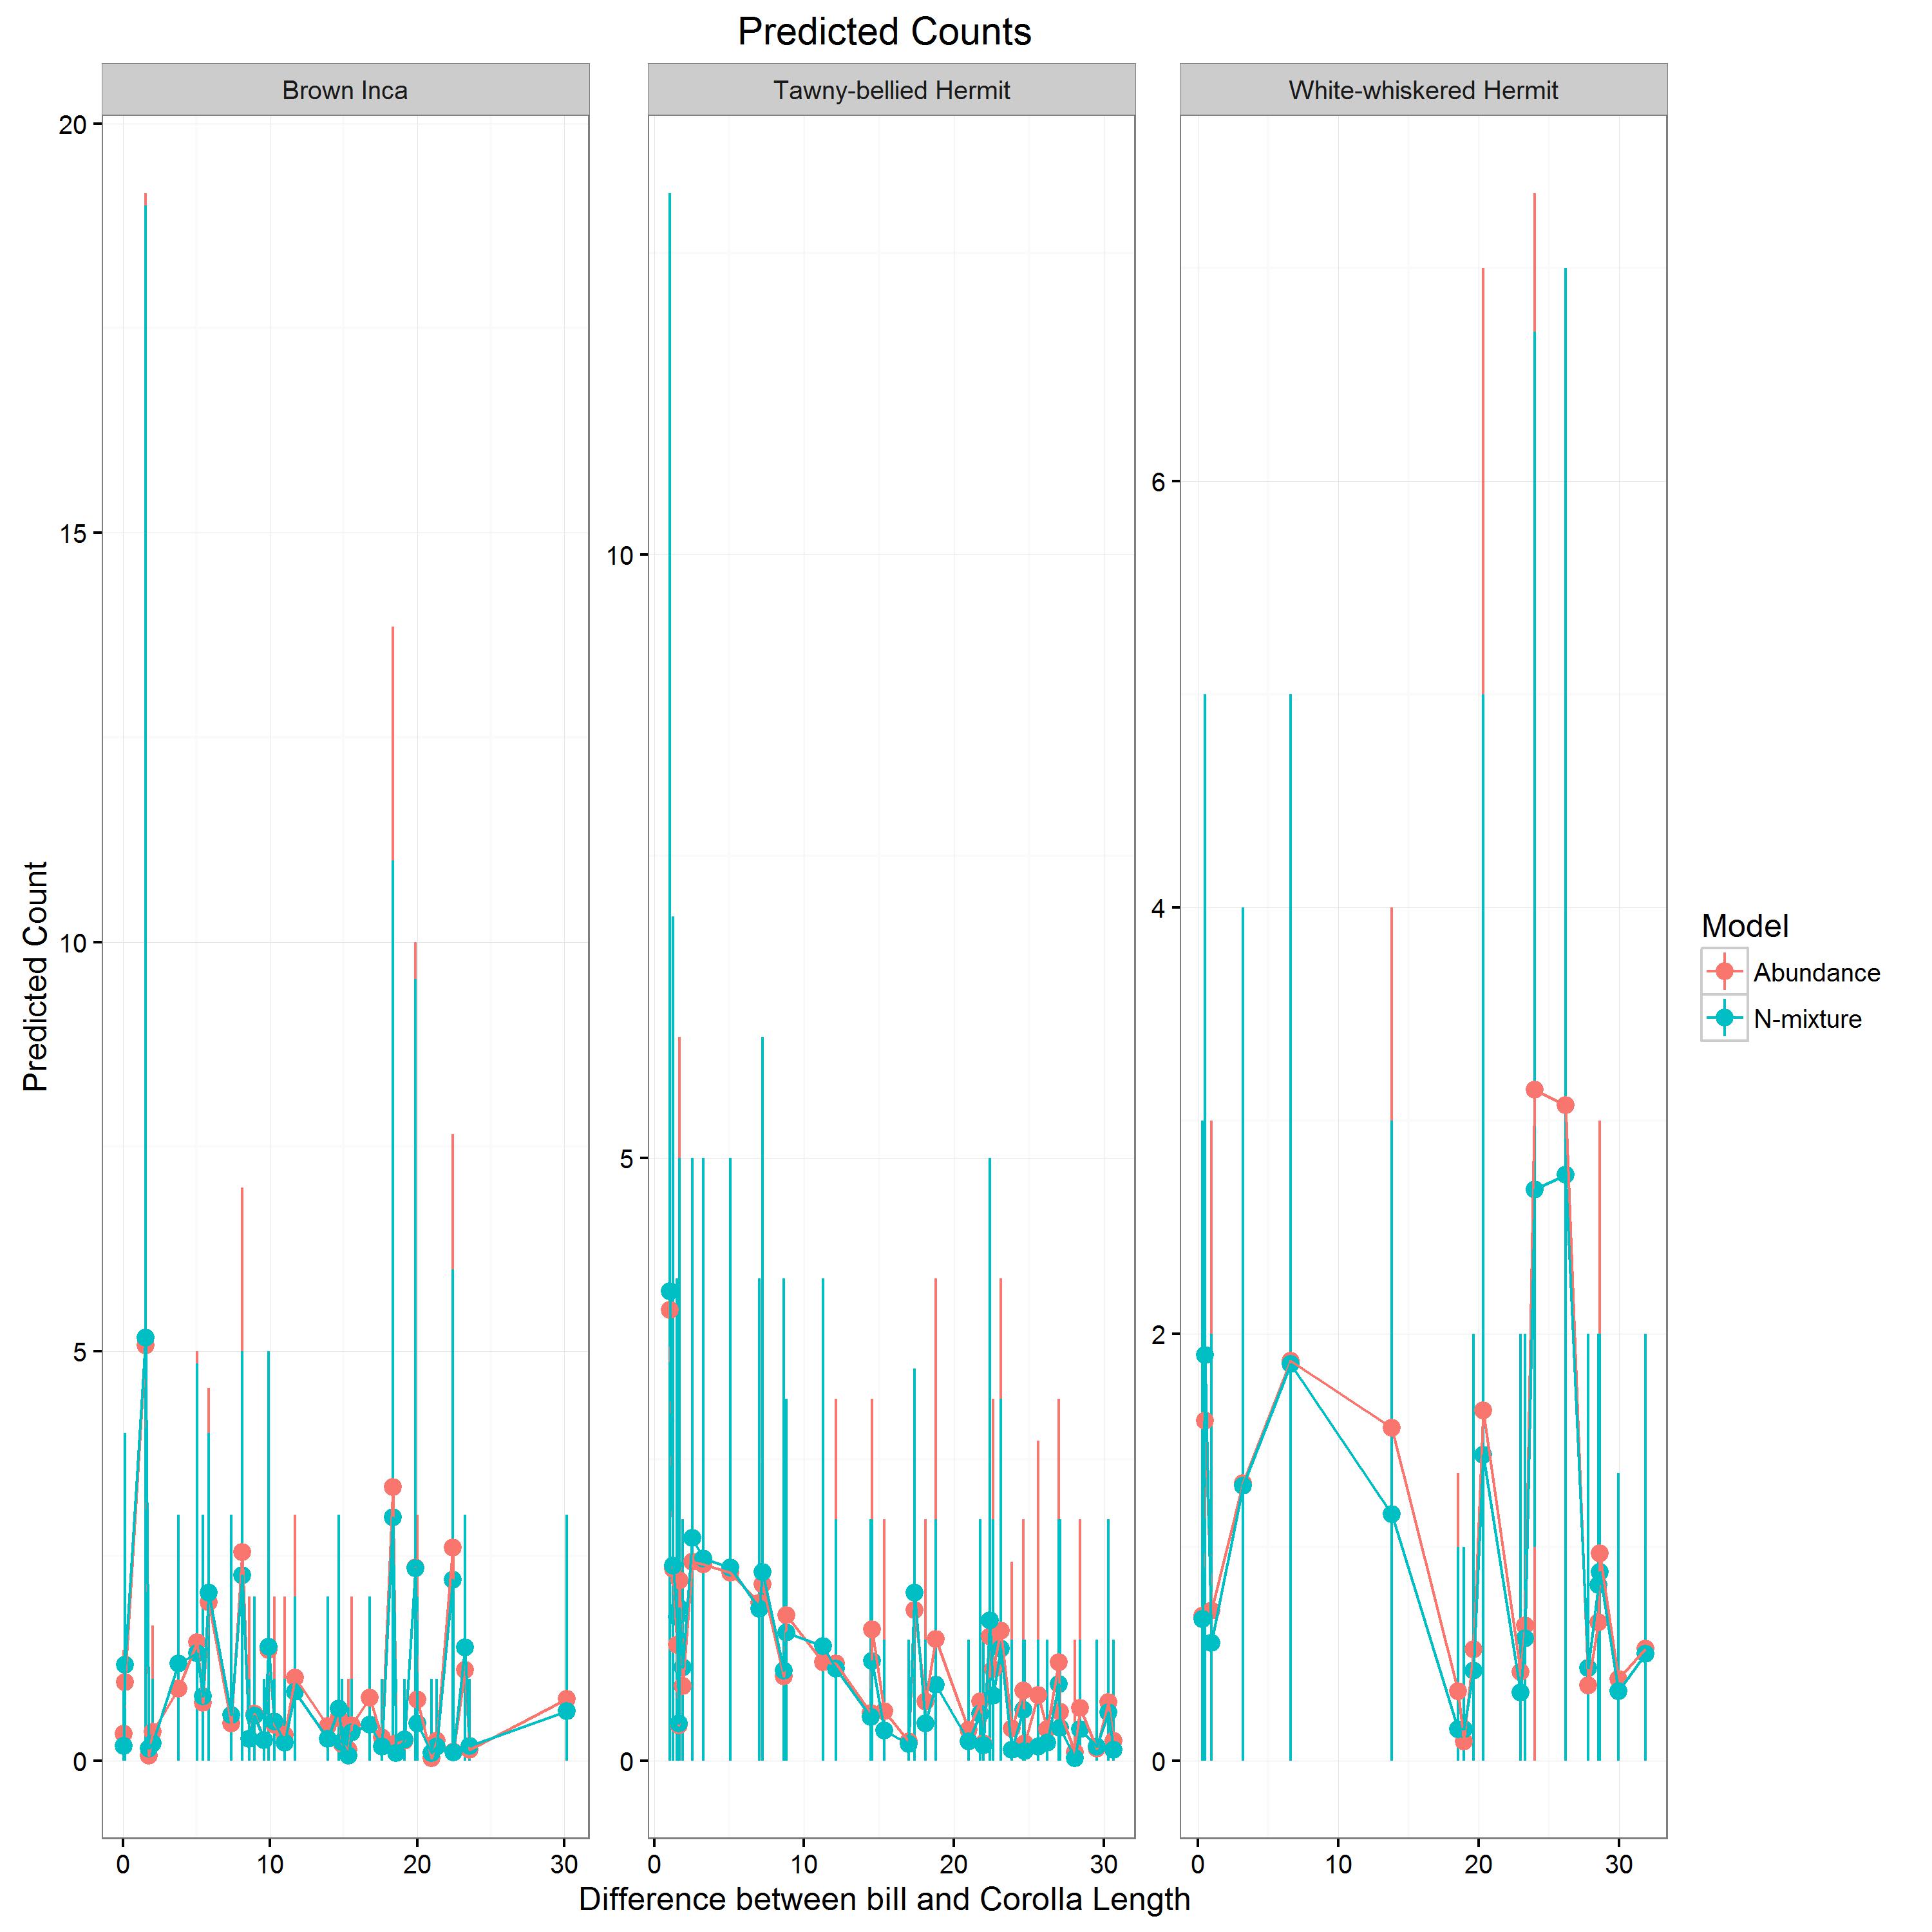 Predicted Counts
Brown Inca
Tawny-bellied Hermit
White-whiskered Hermit
Predicted Count
20
15
10
5
0
10
5
0
6
4
2
0
0 10 20 30
0 10 20 30
0 10 20 30
Difference between bill and Corolla Length
Model
Abundance
N-mixture